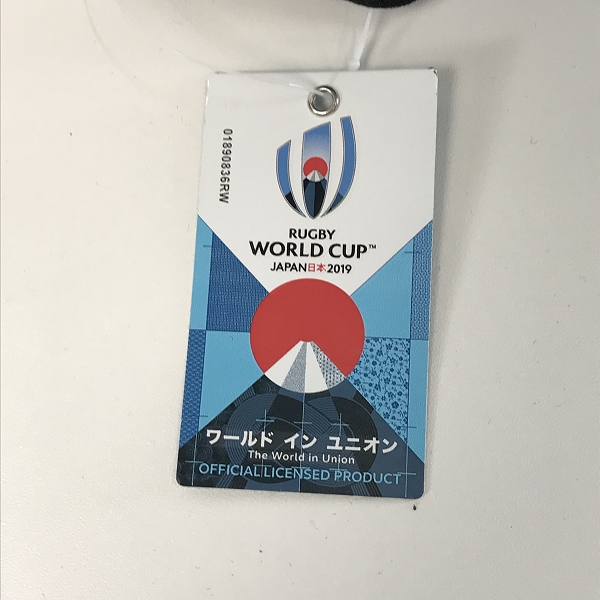 01890836RW
RUGBY
WORLD CUP™
JAPAN日本2019
ワールド イン ユニオン
The World in Union
OFFICIAL LICENSED PRODUCT